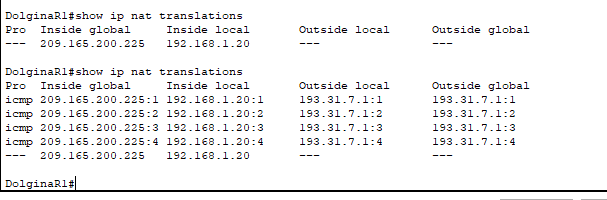 DolginaR1#show ip nat translations
Pro  Inside global     Inside local       Outside local      Outside global
---  209.165.200.225   192.168.1.20       ---                ---
DolginaR1#show ip nat translations
Pro  Inside global     Inside local       Outside local      Outside global
icmp 209.165.200.225:1 192.168.1.20:1     193.31.7.1:1       193.31.7.1:1
icmp 209.165.200.225:2 192.168.1.20:2     193.31.7.1:2       193.31.7.1:2
icmp 209.165.200.225:3 192.168.1.20:3     193.31.7.1:3       193.31.7.1:3
icmp 209.165.200.225:4 192.168.1.20:4     193.31.7.1:4       193.31.7.1:4
---  209.165.200.225   192.168.1.20       ---                ---
DolginaR1#